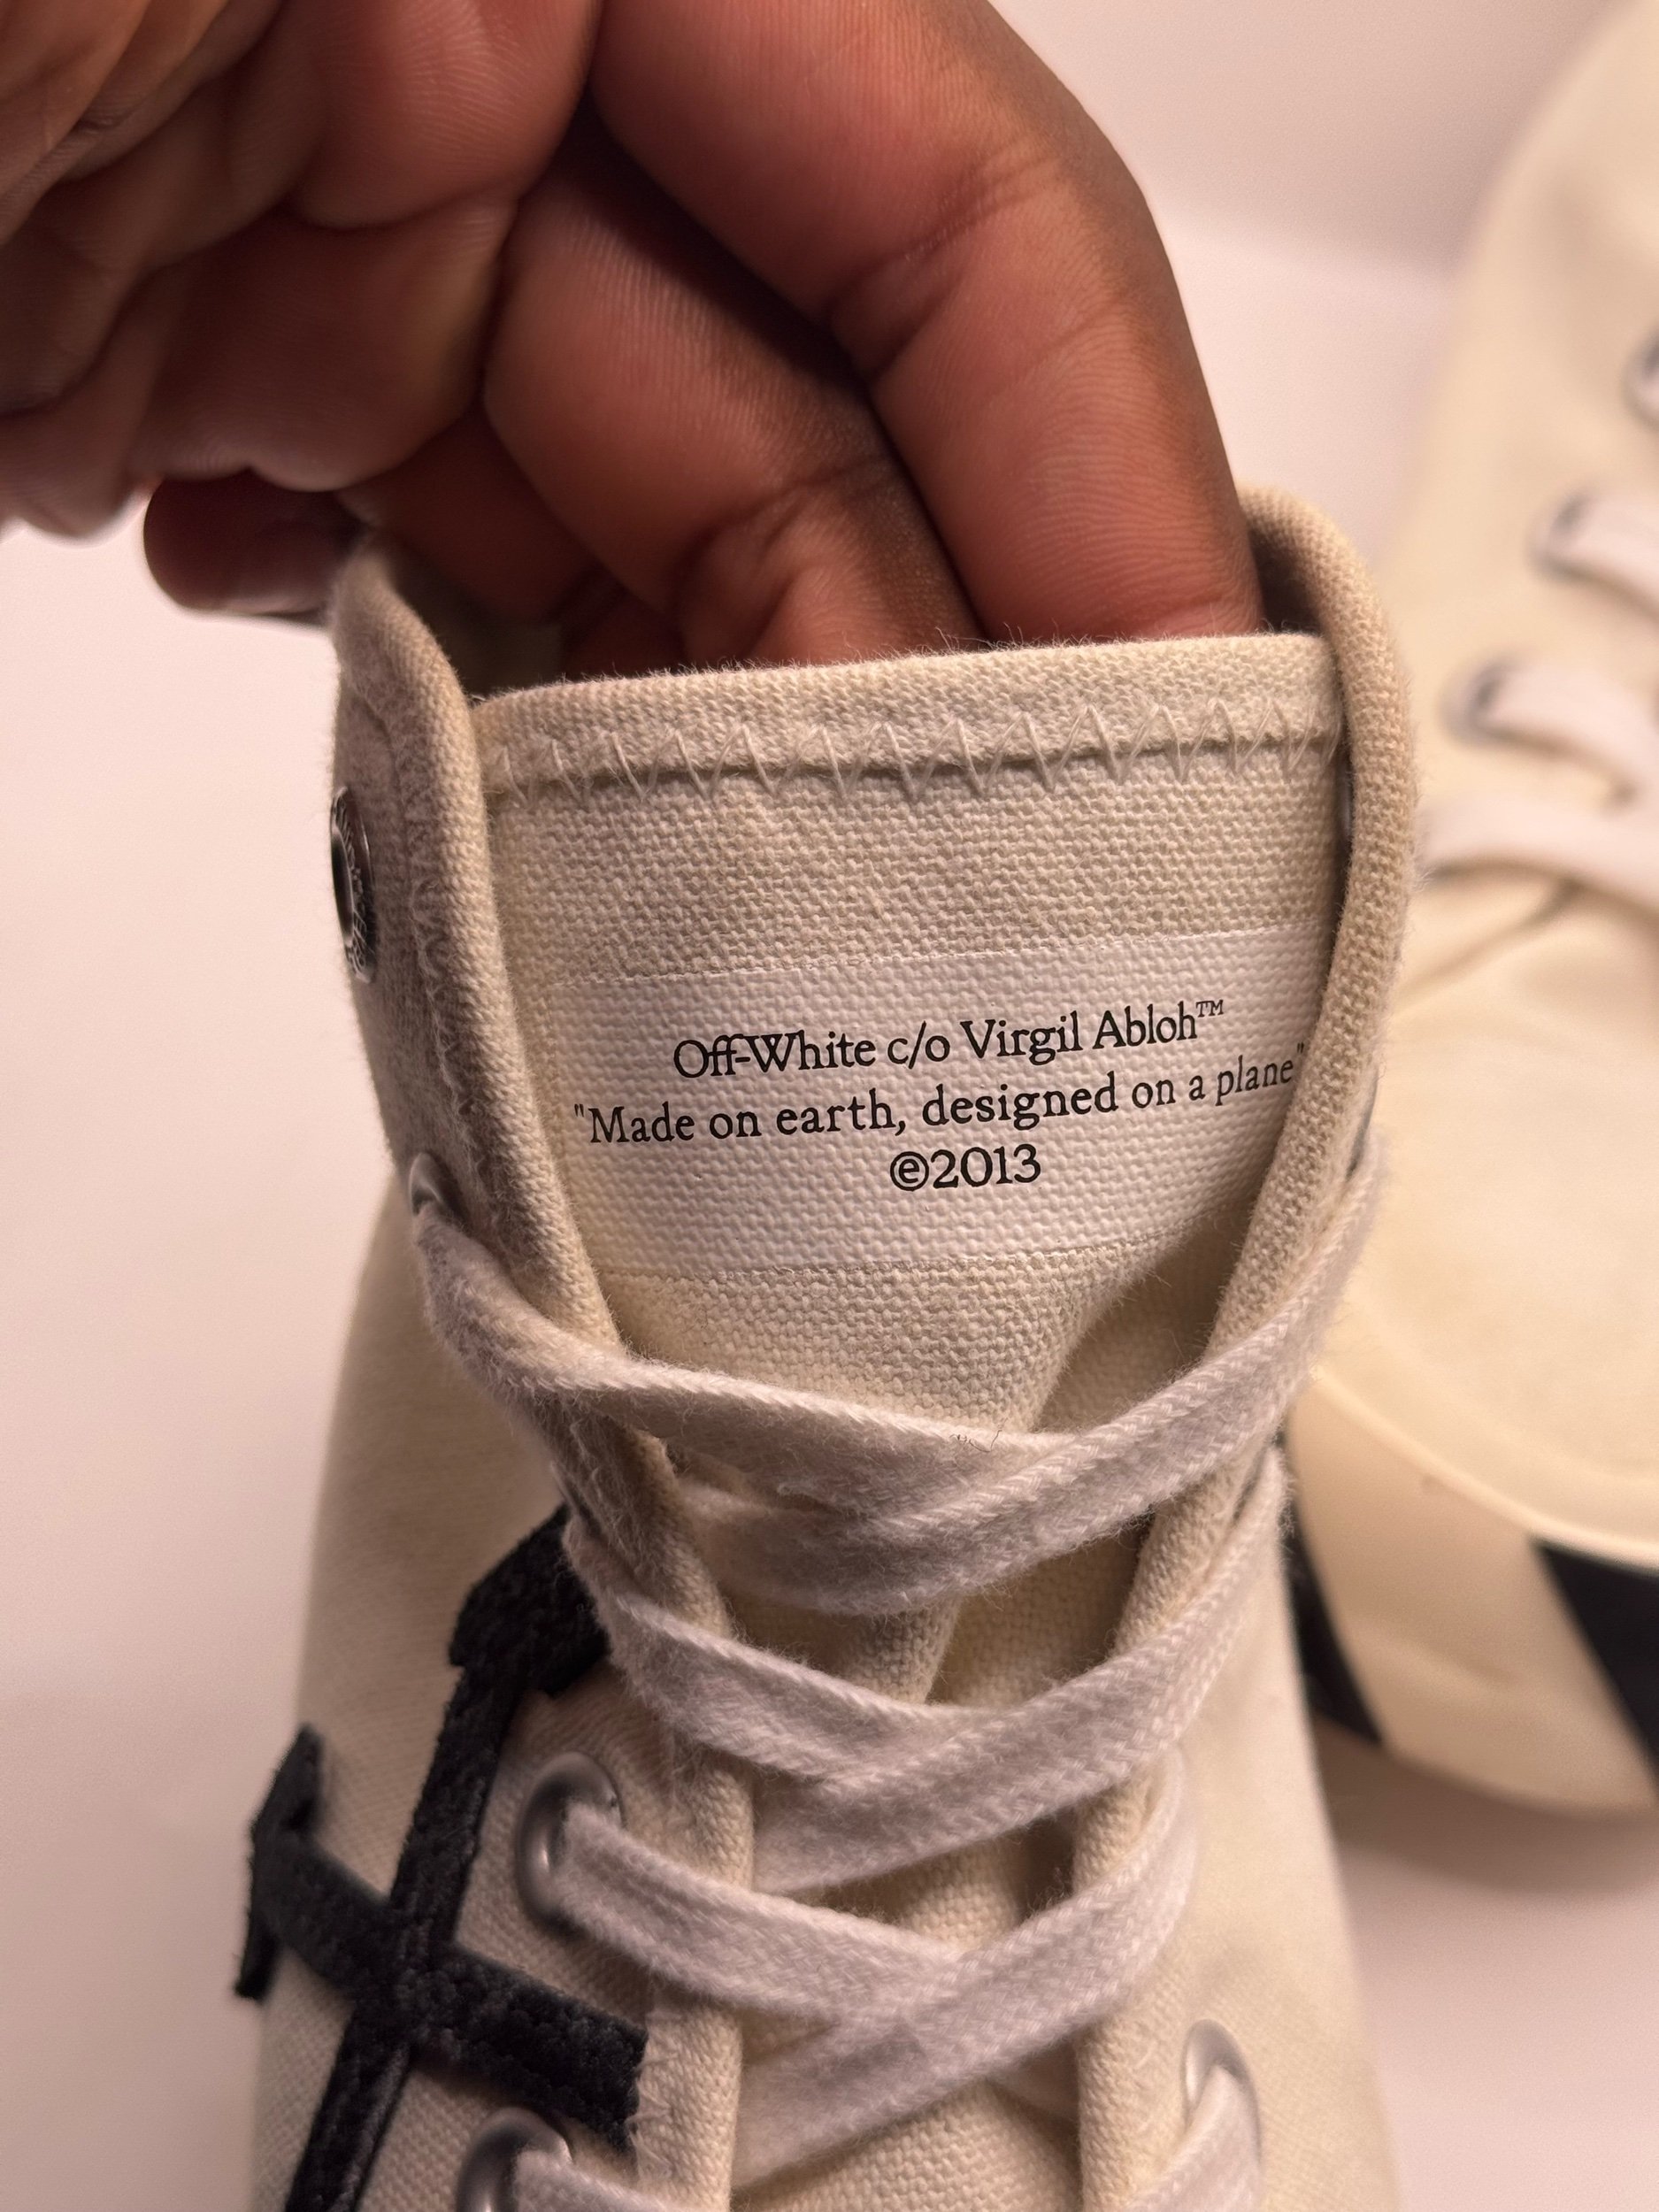 Off-White c/o Virgil Abloh™
"Made on earth, designed on a plane"
©2013